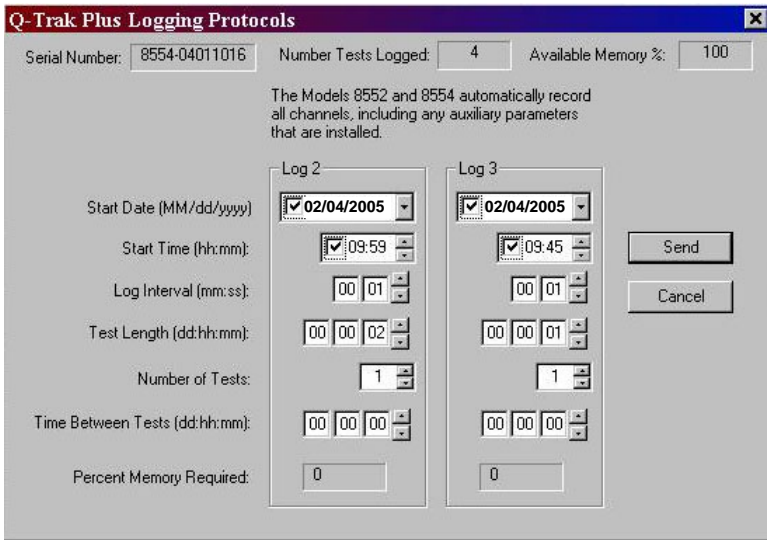 Q-Trak Plus Logging Protocols
Serial Number: 8554-04011016 Number Tests Logged: 4 Available Memory %: 100
The Models 8552 and 8554 automatically record
all channels, including any auxiliary parameters
that are installed.
Log 2 Log 3
Start Date (MM/dd/yyyy) 02/04/2005 02/04/2005
Start Time (hh:mm): 09:59 09:45 Send
Log Interval (mm:ss): 00 01 00 01 Cancel
Test Length (dd:hh:mm): 00 00 02 00 00 01
Number of Tests: 1 1
Time Between Tests (dd:hh:mm): 00 00 00 00 00 00
Percent Memory Required: 0 0